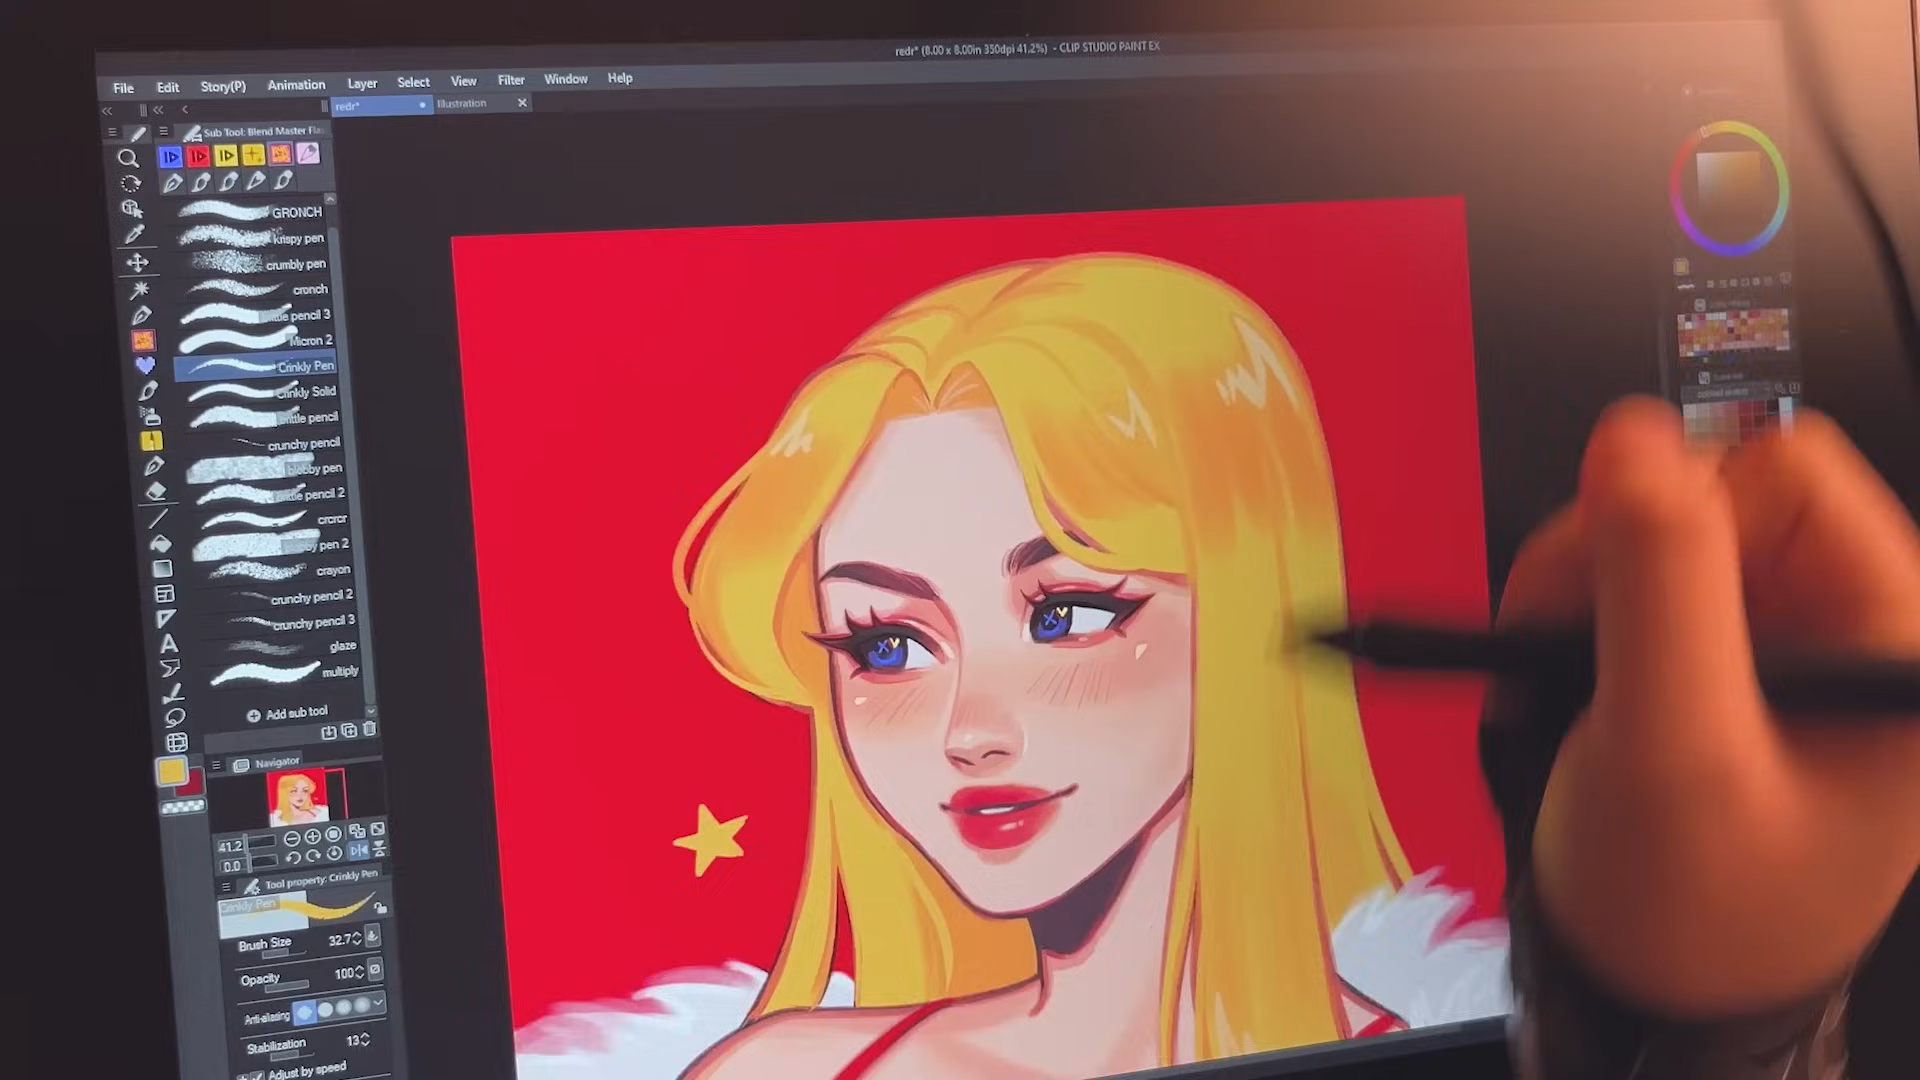 redr* (8.00 x 8.00in 350dpi 41.2%) - CLIP STUDIO PAINT EX
File Edit Story(P) Animation Layer Select View Filter Window Help
redr*
Illustration
Sub Tool: Blend Master Fla
GRONCH
krispy pen
crumbly pen
cronch
pencil 3
Micron 2
Crinkly Pen
Crinkly Solid
pencil
crunchy pencil
blobby pen
pencil 2
crcrcr
pen 2
crayon
crunchy pencil 2
crunchy pencil 3
glaze
multiply
Add sub tool
Navigator
41.2
0.0
Tool property: Crinkly Pen
Crinkly Pen
Brush Size 32.7
Opacity 100
Anti-aliasing
Stabilization 13
Adjust by speed